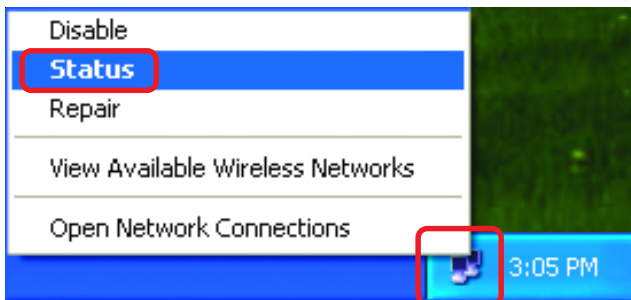 Disable
Status
Repair
View Available Wireless Networks
Open Network Connections
3:05 PM